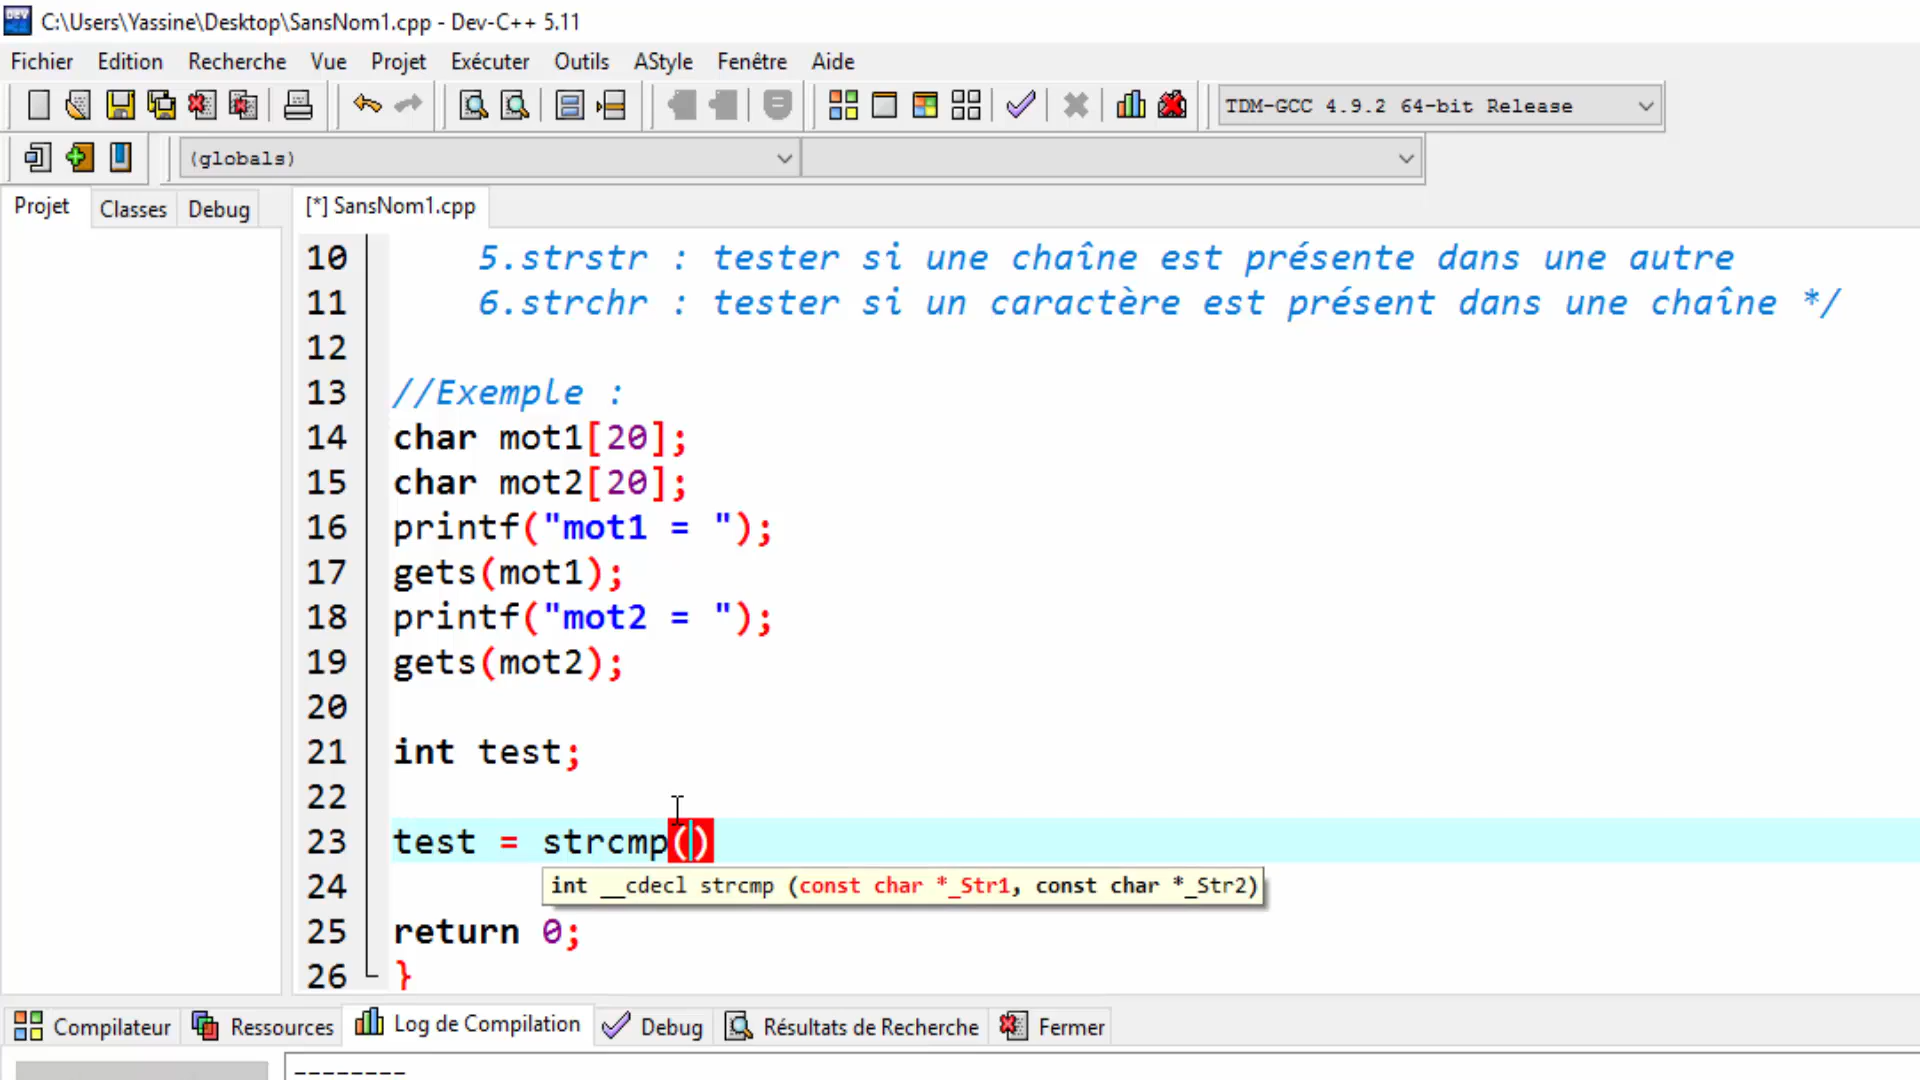 C:\Users\Yassine\Desktop\SansNom1.cpp - Dev-C++ 5.11
Fichier Edition Recherche Vue Projet Exécuter Outils AStyle Fenêtre Aide
TDM-GCC 4.9.2 64-bit Release
(globals)
Projet Classes Debug [*] SansNom1.cpp
10 5.strstr : tester si une chaîne est présente dans une autre
11 6.strchr : tester si un caractère est présent dans une chaîne */
12
13 //Exemple :
14 char mot1[20];
15 char mot2[20];
16 printf("mot1 = ");
17 gets(mot1);
18 printf("mot2 = ");
19 gets(mot2);
20
21 int test;
22
23 test = strcmp()
24 int __cdecl strcmp (const char *_Str1, const char *_Str2)
25 return 0;
26 }
Compilateur Ressources Log de Compilation Debug Résultats de Recherche Fermer
--------